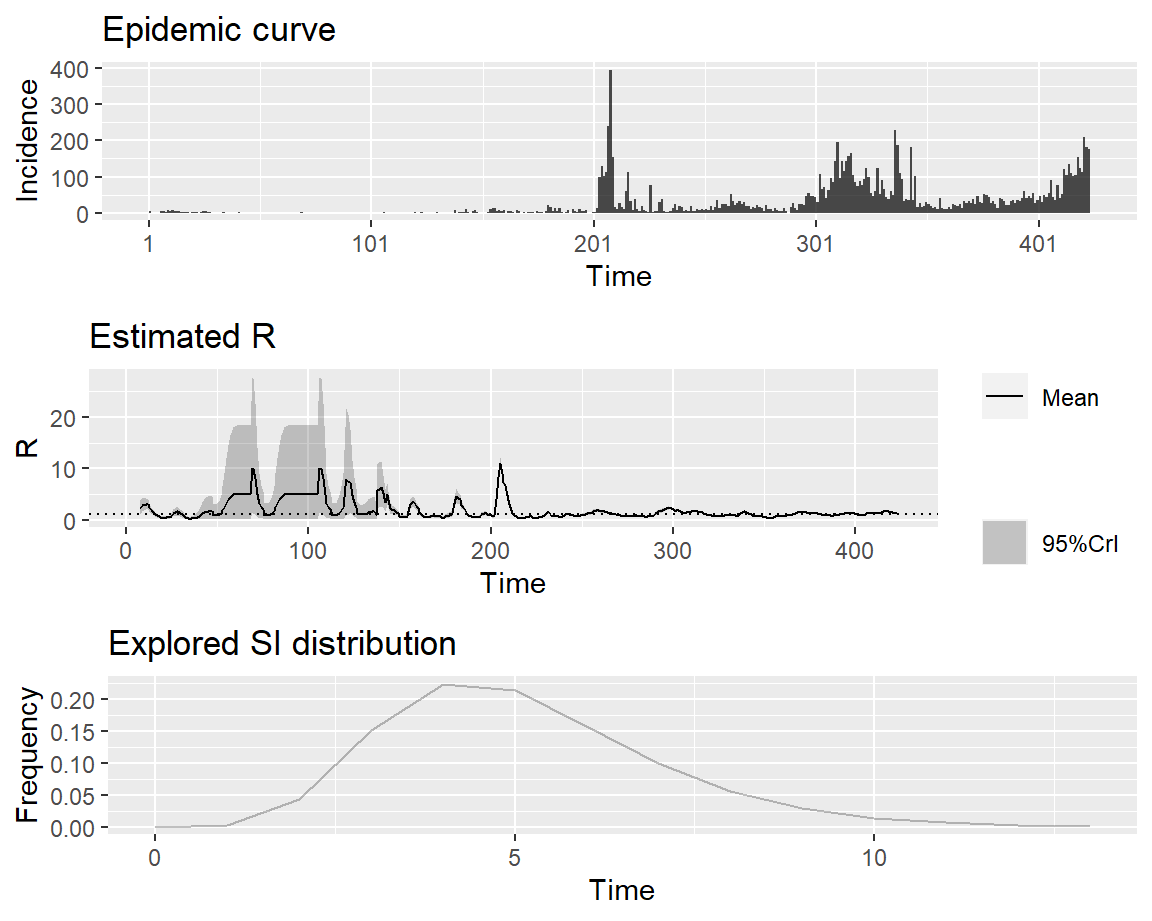 Epidemic curve
400
300
200
100
0
Incidence
1 101 201 301 401
Time
Estimated R
20
10
0
R
0 100 200 300 400
Time
Mean
95%CrI
Explored SI distribution
0.20
0.15
0.10
0.05
0.00
Frequency
0 5 10
Time